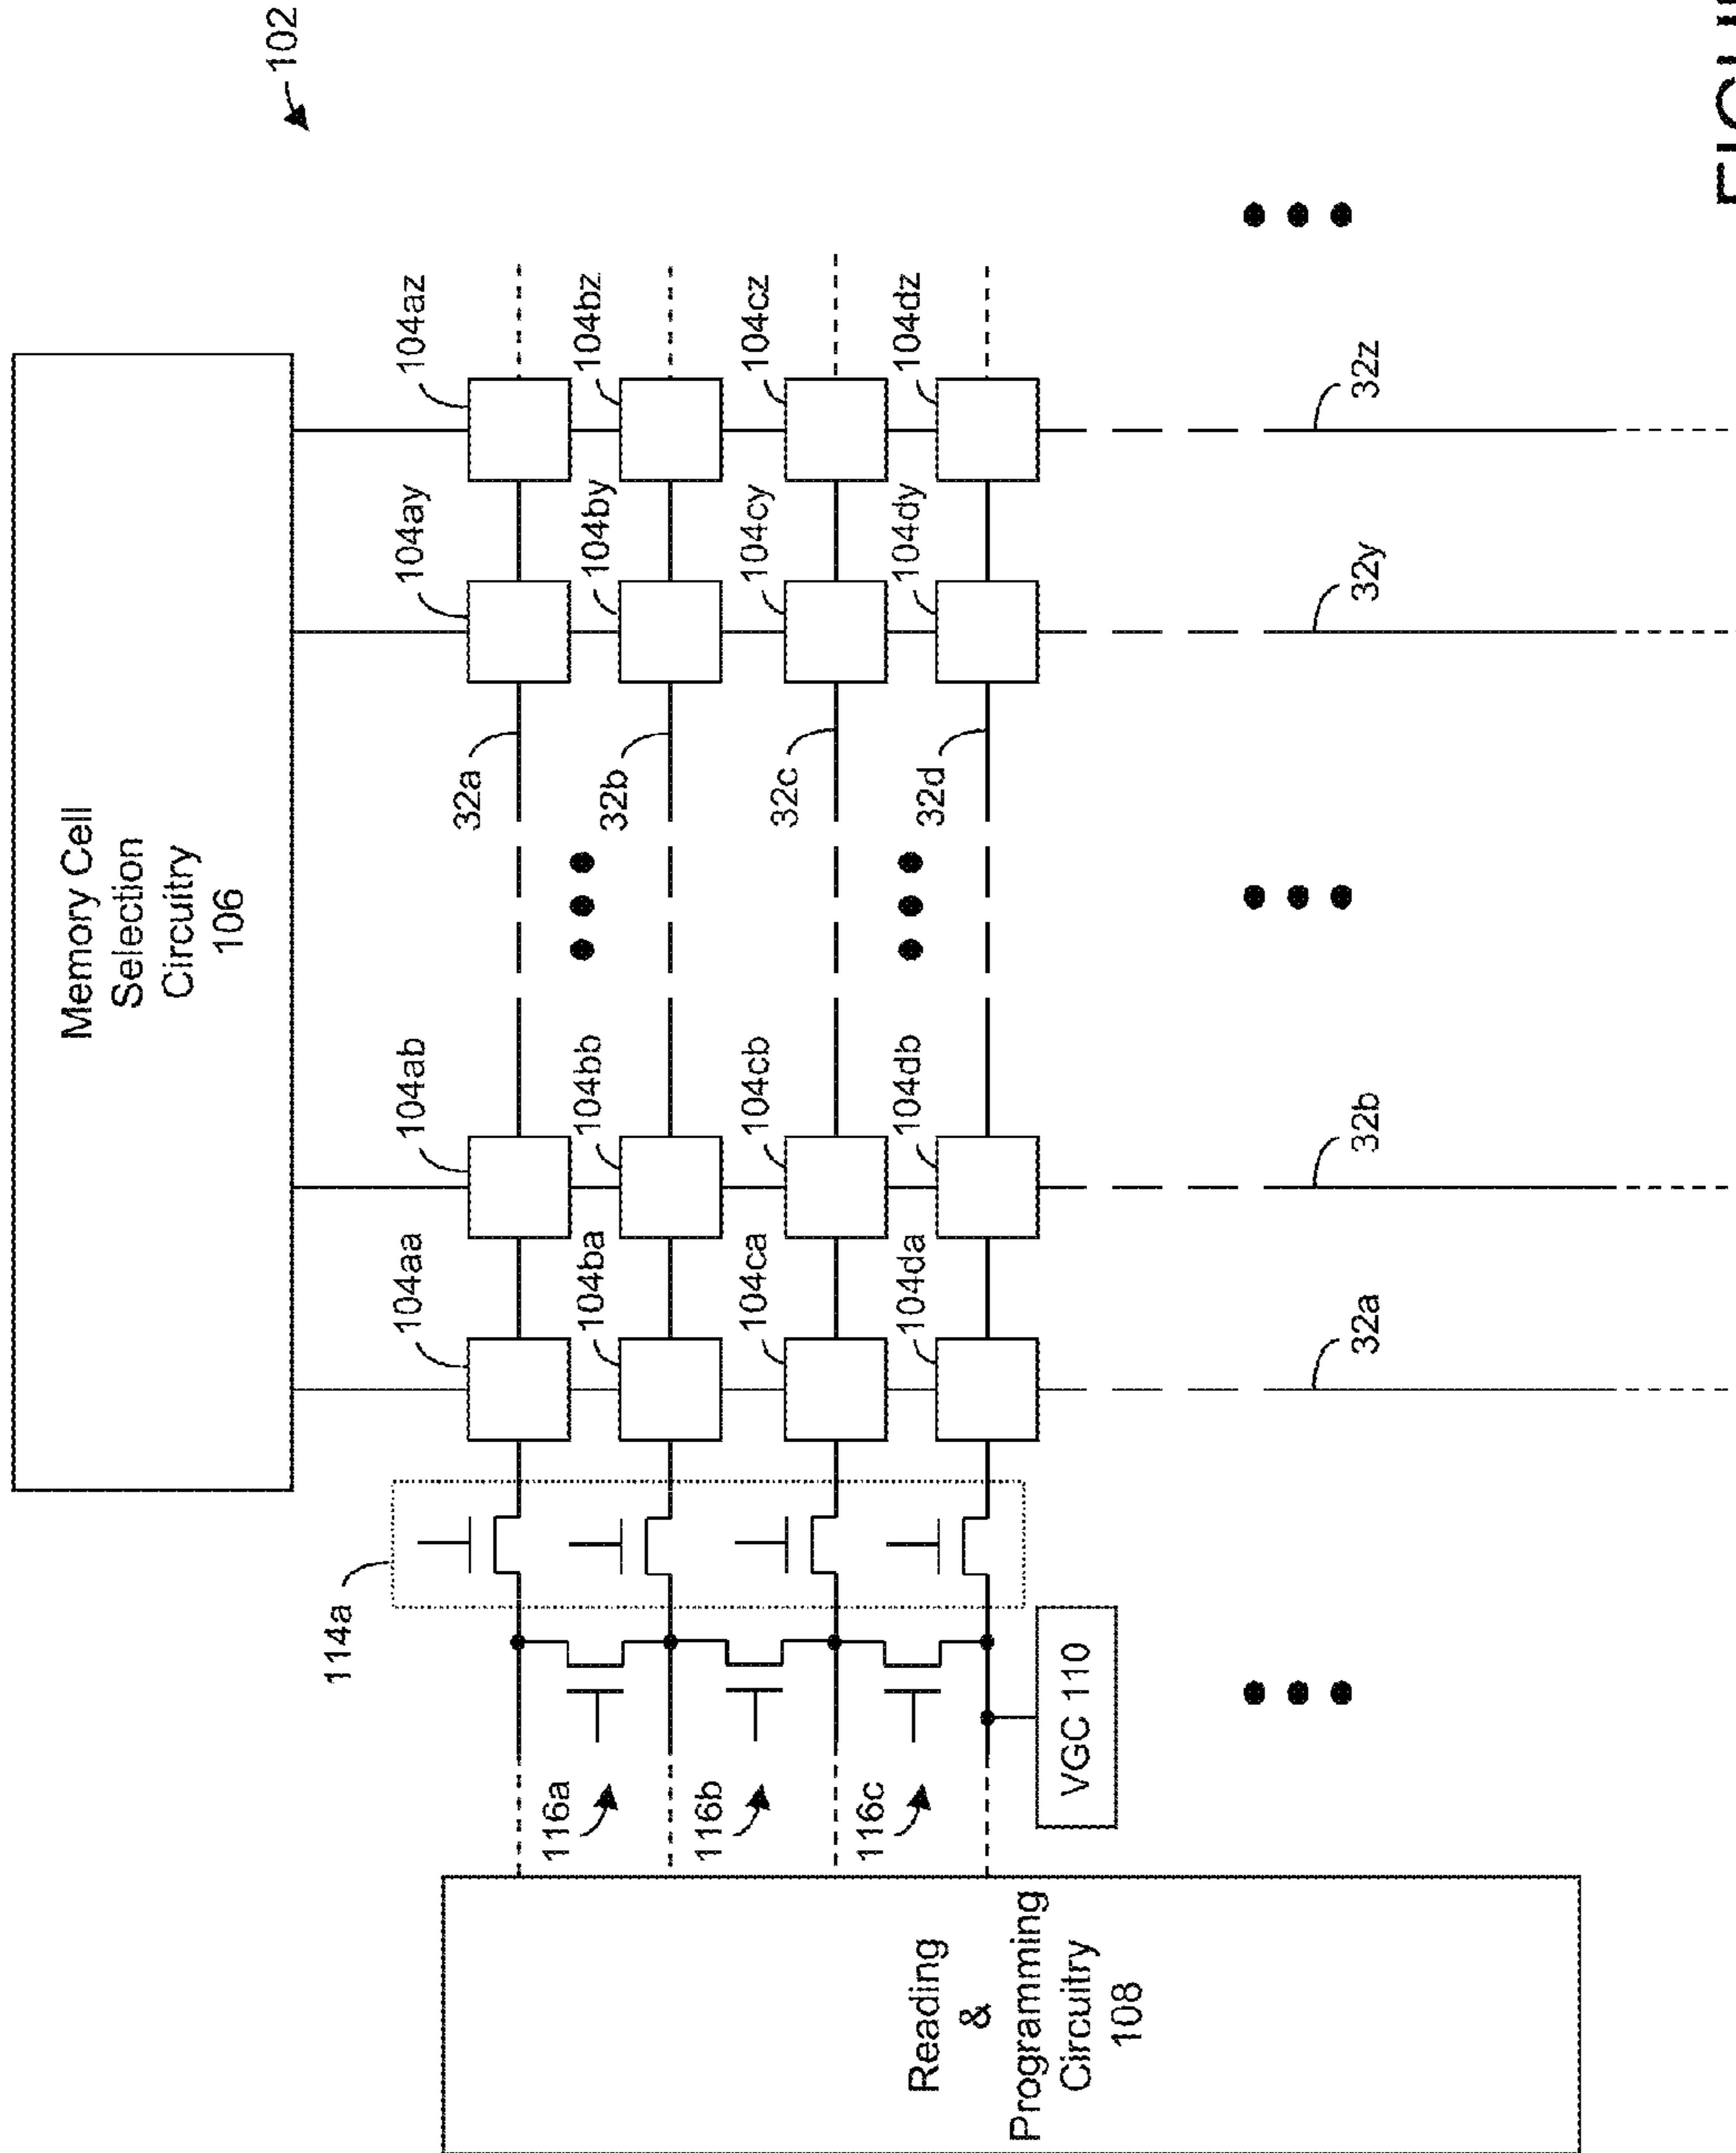 102
Memory Cell
Selection
Circuitry
106
104aa
104ab
104ay
104az
32a
104ba
104bb
104by
104bz
32b
104ca
104cb
104cy
104cz
32c
104da
104db
104dy
104dz
32d
114a
116a
116b
116c
VGC 110
Reading
&
Programming
Circuitry
108
32a
32b
32y
32z